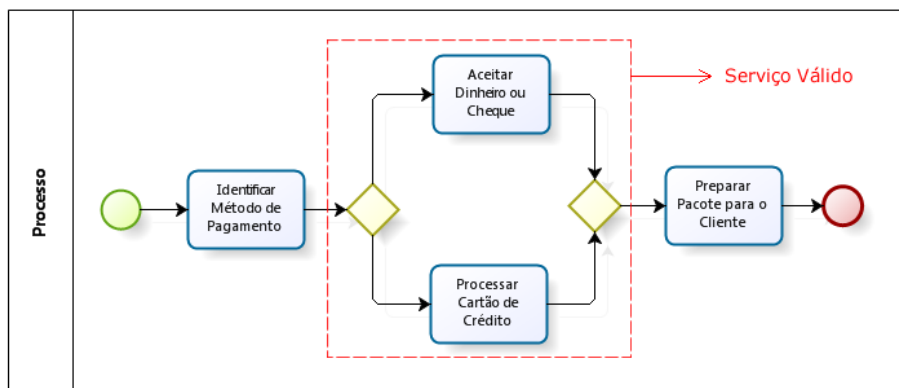 Processo
Identificar
Método de
Pagamento
Aceitar
Dinheiro ou
Cheque
Serviço Válido
Processar
Cartão de
Crédito
Preparar
Pacote para o
Cliente